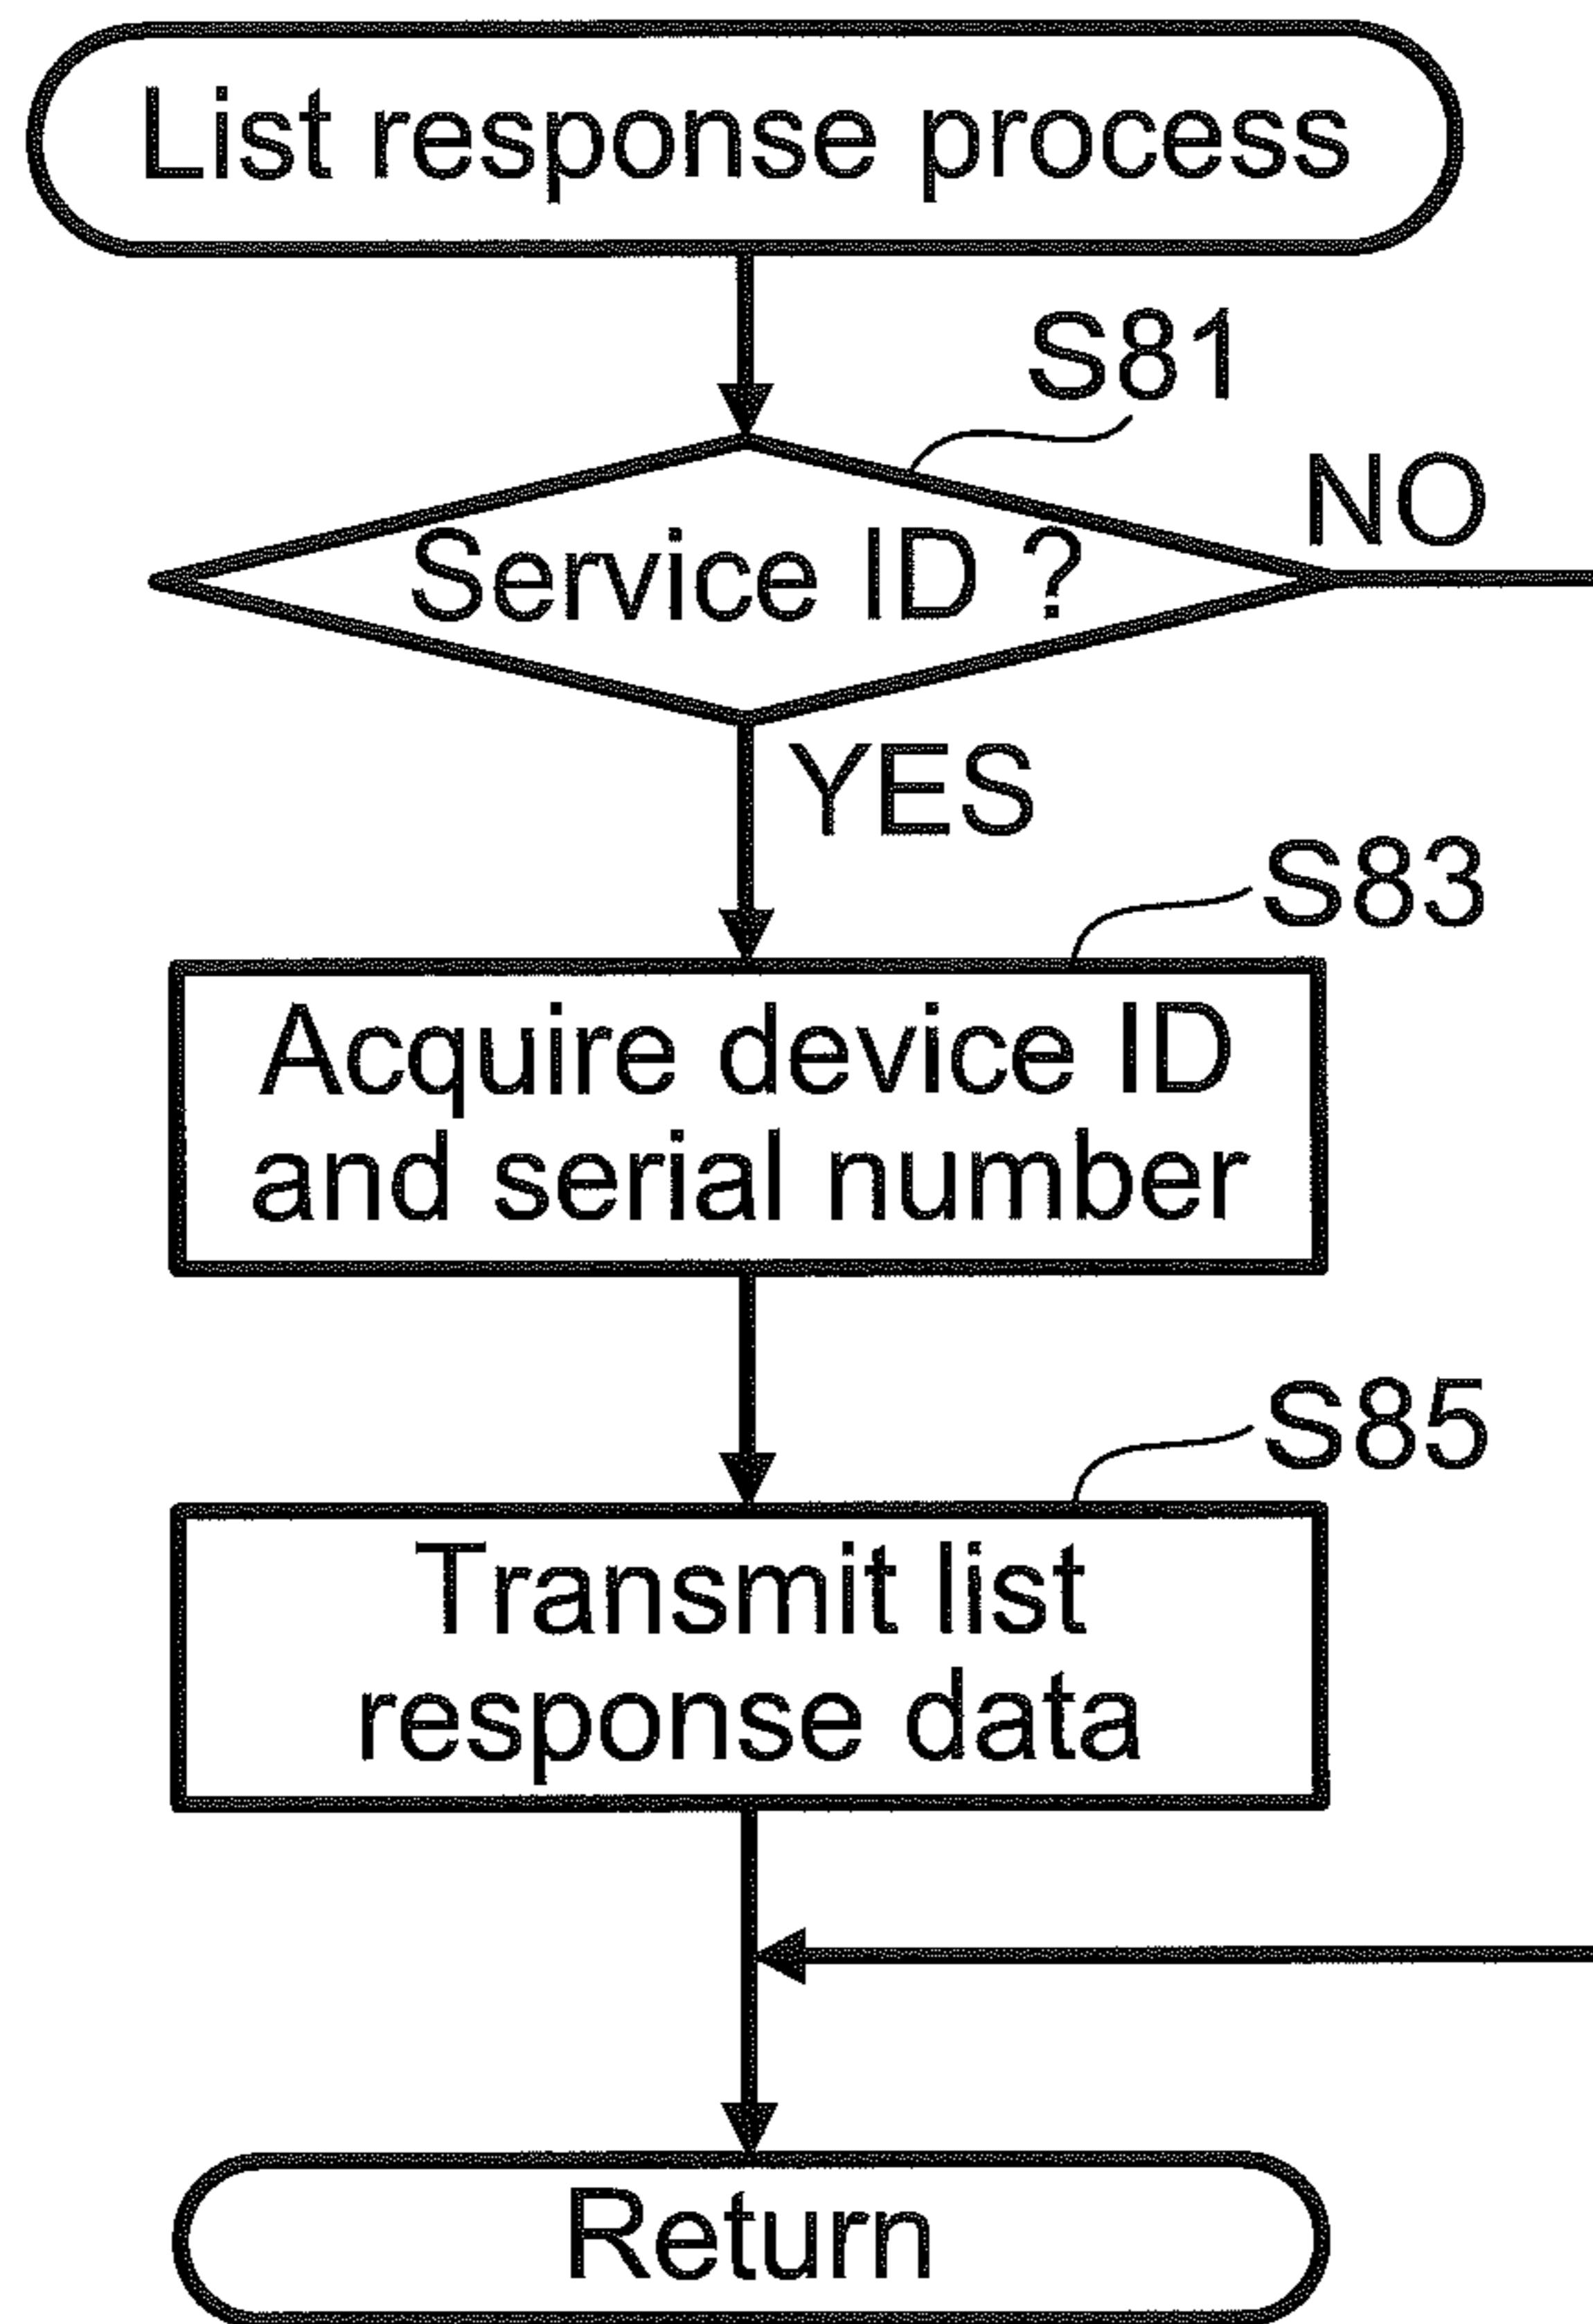 List response process
S81
Service ID ?
NO
YES
S83
Acquire device ID
and serial number
S85
Transmit list
response data
Return